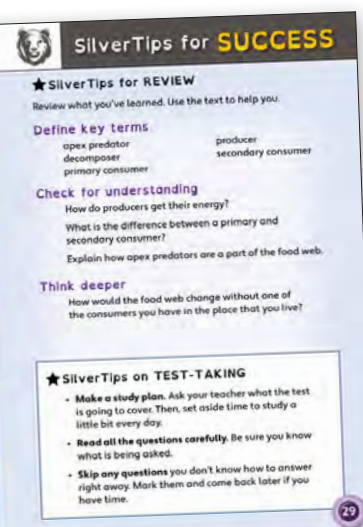 SilverTips for SUCCESS
★ SilverTips for REVIEW
Review what you've learned. Use the text to help you.
Define key terms
apex predator
decomposer
primary consumer
producer
secondary consumer
Check for understanding
How do producers get their energy?
What is the difference between a primary and
secondary consumer?
Explain how apex predators are a part of the food web.
Think deeper
How would the food web change without one of
the consumers you have in the place that you live?
★ SilverTips on TEST-TAKING
• Make a study plan. Ask your teacher what the test
is going to cover. Then, set aside time to study a
little bit every day.
• Read all the questions carefully. Be sure you know
what is being asked.
• Skip any questions you don't know how to answer
right away. Mark them and come back later if you
have time.
29